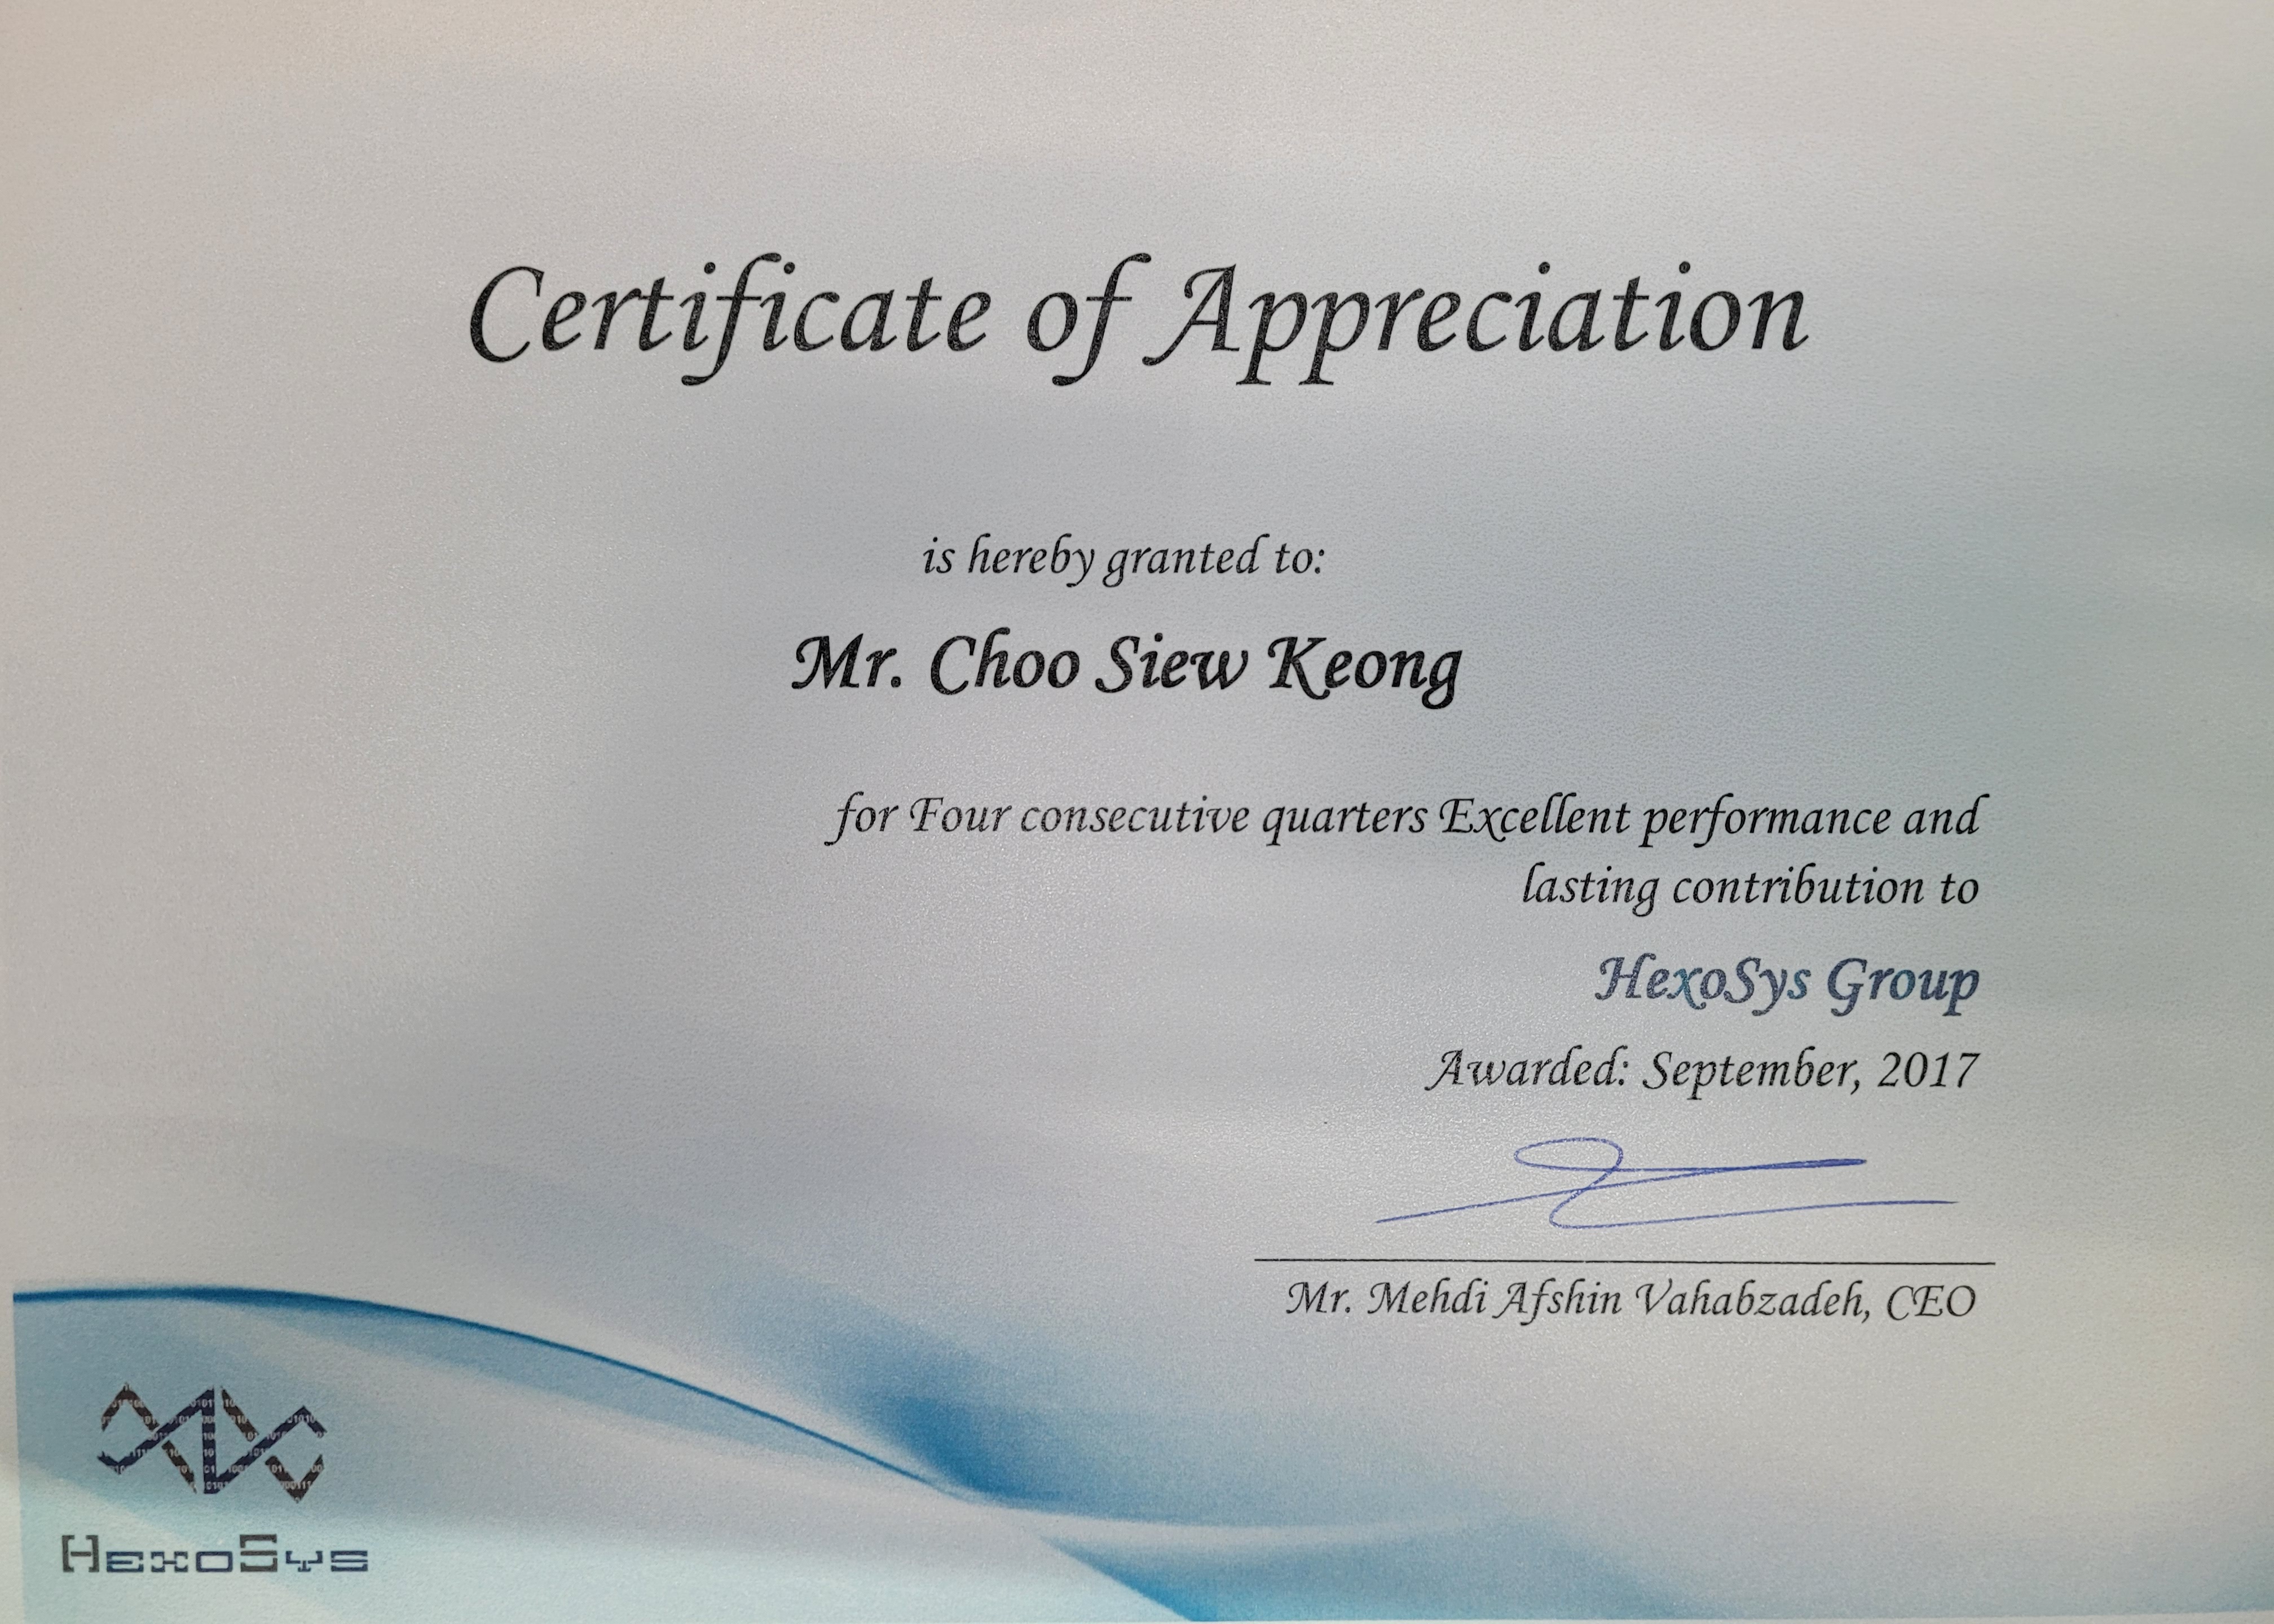 Certificate of Appreciation
is hereby granted to:
Mr. Choo Siew Keong
for Four consecutive quarters Excellent performance and
lasting contribution to
HexoSys Group
Awarded: September, 2017
Mr. Mehdi Afshin Vahabzadeh, CEO
HexoSys